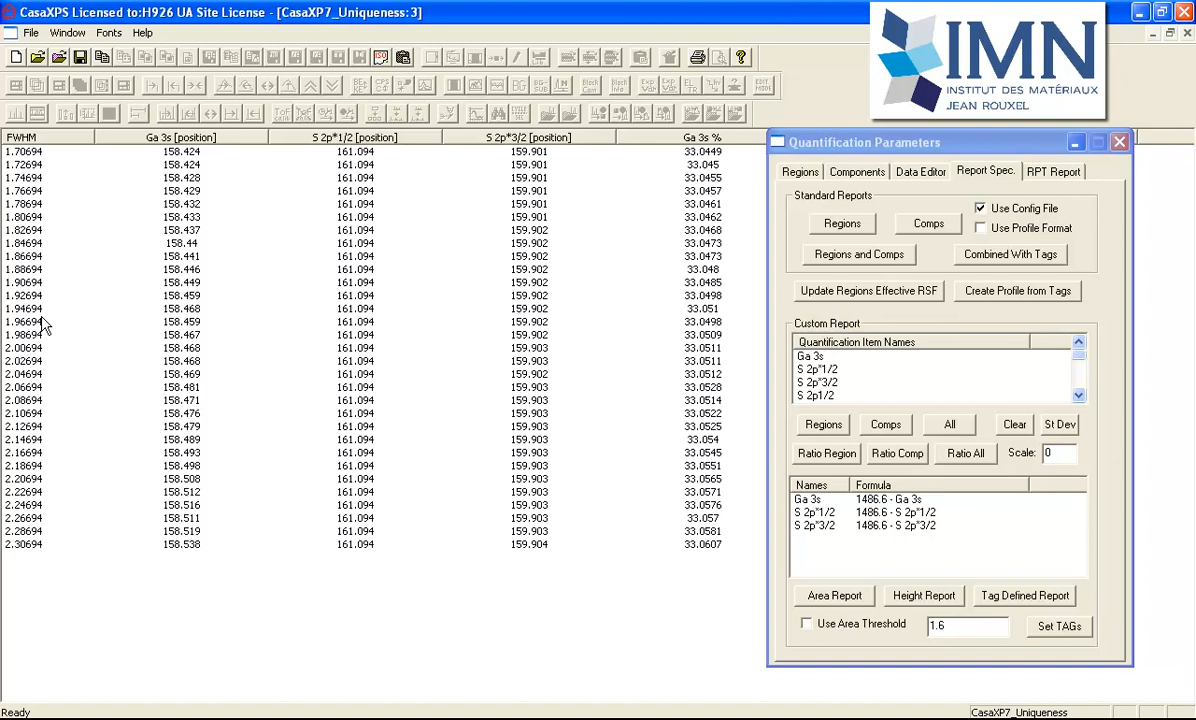 CasaXPS Licensed to:H926 UA Site License - [CasaXP7_Uniqueness:3]
File Window Fonts Help
IMN
INSTITUT DES MATÉRIAUX
JEAN ROUXEL
FWHM Ga 3s [position] S 2p*1/2 [position] S 2p*3/2 [position] Ga 3s %
1.70694 158.424 161.094 159.901 33.0449
1.72694 158.424 161.094 159.901 33.045
1.74694 158.428 161.094 159.901 33.0455
1.76694 158.429 161.094 159.901 33.0457
1.78694 158.432 161.094 159.901 33.0461
1.80694 158.433 161.094 159.901 33.0462
1.82694 158.437 161.094 159.902 33.0468
1.84694 158.44 161.094 159.902 33.0473
1.86694 158.441 161.094 159.902 33.0473
1.88694 158.446 161.094 159.902 33.048
1.90694 158.449 161.094 159.902 33.0485
1.92694 158.459 161.094 159.902 33.0498
1.94694 158.468 161.094 159.902 33.051
1.96694 158.459 161.094 159.902 33.0498
1.98694 158.467 161.094 159.902 33.0509
2.00694 158.468 161.094 159.903 33.0511
2.02694 158.468 161.094 159.903 33.0511
2.04694 158.469 161.094 159.903 33.0512
2.06694 158.481 161.094 159.903 33.0528
2.08694 158.471 161.094 159.903 33.0514
2.10694 158.476 161.094 159.903 33.0522
2.12694 158.479 161.094 159.903 33.0525
2.14694 158.489 161.094 159.903 33.054
2.16694 158.493 161.094 159.903 33.0545
2.18694 158.498 161.094 159.903 33.0551
2.20694 158.508 161.094 159.903 33.0565
2.22694 158.512 161.094 159.903 33.0571
2.24694 158.516 161.094 159.903 33.0576
2.26694 158.511 161.094 159.903 33.057
2.28694 158.519 161.094 159.903 33.0581
2.30694 158.538 161.094 159.904 33.0607
Quantification Parameters
Regions Components Data Editor Report Spec. RPT Report
Standard Reports
Regions Comps Use Config File
Use Profile Format
Regions and Comps Combined With Tags
Update Regions Effective RSF Create Profile from Tags
Custom Report
Quantification Item Names
Ga 3s
S 2p*1/2
S 2p*3/2
S 2p1/2
Regions Comps All Clear St Dev
Ratio Region Ratio Comp Ratio All Scale: 0
Names Formula
Ga 3s 1486.6 - Ga 3s
S 2p*1/2 1486.6 - S 2p*1/2
S 2p*3/2 1486.6 - S 2p*3/2
Area Report Height Report Tag Defined Report
Use Area Threshold 1.6 Set TAGs
Ready CasaXP7_Uniqueness